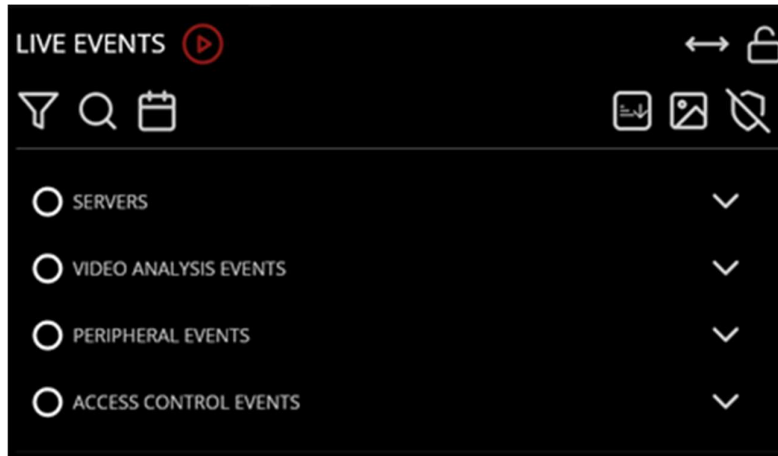 LIVE EVENTS
SERVERS
VIDEO ANALYSIS EVENTS
PERIPHERAL EVENTS
ACCESS CONTROL EVENTS